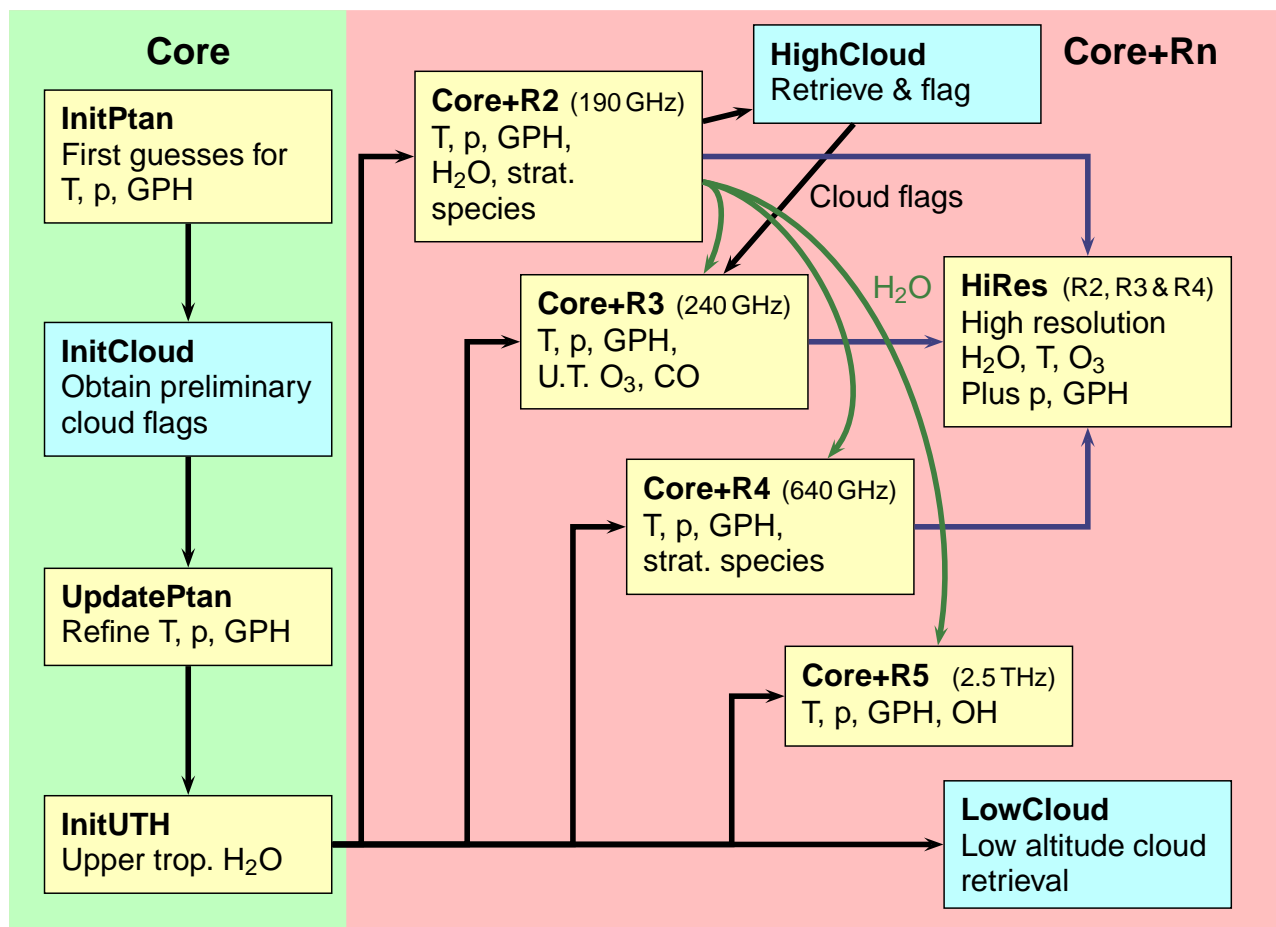 Core
InitPtan
First guesses for
T, p, GPH
InitCloud
Obtain preliminary
cloud flags
UpdatePtan
Refine T, p, GPH
InitUTH
Upper trop. H₂O
Core+Rn
Core+R2 (190 GHz)
T, p, GPH,
H₂O, strat.
species
HighCloud
Retrieve & flag
Cloud flags
H₂O
Core+R3 (240 GHz)
T, p, GPH,
U.T. O₃, CO
HiRes (R2, R3 & R4)
High resolution
H₂O, T, O₃
Plus p, GPH
Core+R4 (640 GHz)
T, p, GPH,
strat. species
Core+R5 (2.5 THz)
T, p, GPH, OH
LowCloud
Low altitude cloud
retrieval